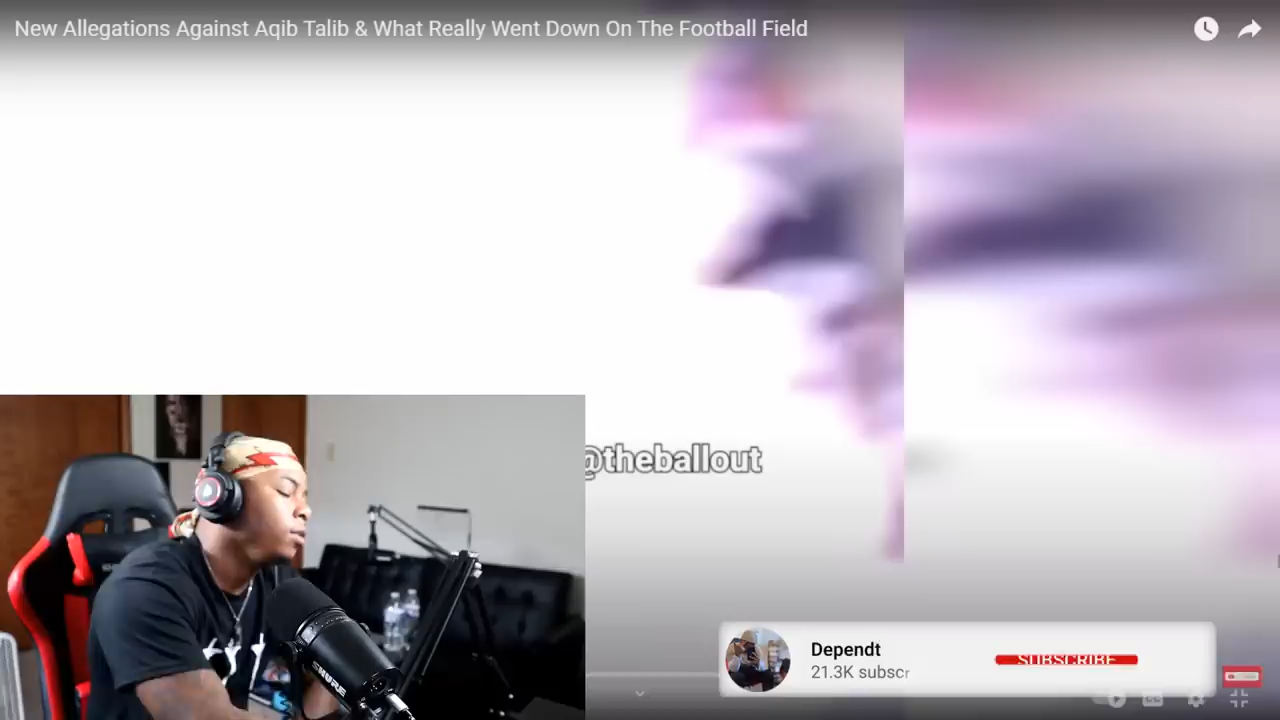 New Allegations Against Aqib Talib & What Really Went Down On The Football Field
@theballout
SHURE
Dependt
21.3K subscr
SUBSCRIBE